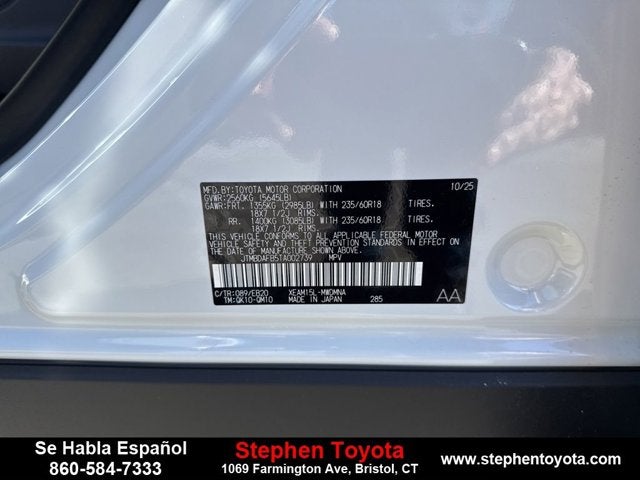 MFD.BY:TOYOTA MOTOR CORPORATION 10/25
GVWR:2560KG (5645LB)
GAWR:FRT. 1355KG (2985LB) WITH 235/60R18 TIRES.
18X7 1/2J RIMS.
RR. 1400KG (3085LB) WITH 235/60R18 TIRES.
18X7 1/2J RIMS.
THIS VEHICLE CONFORMS TO ALL APPLICABLE FEDERAL MOTOR
VEHICLE SAFETY AND THEFT PREVENTION STANDARDS IN EFFECT ON
THE DATE OF MANUFACTURE SHOWN ABOVE.
JTMBDAFB5TA002739 MPV
C/TR:089/EB20 XEAM15L-MWDMNA
TM:QK10-QM10 MADE IN JAPAN 285 AA
Se Habla Español
860-584-7333
Stephen Toyota
1069 Farmington Ave, Bristol, CT
www.stephentoyota.com